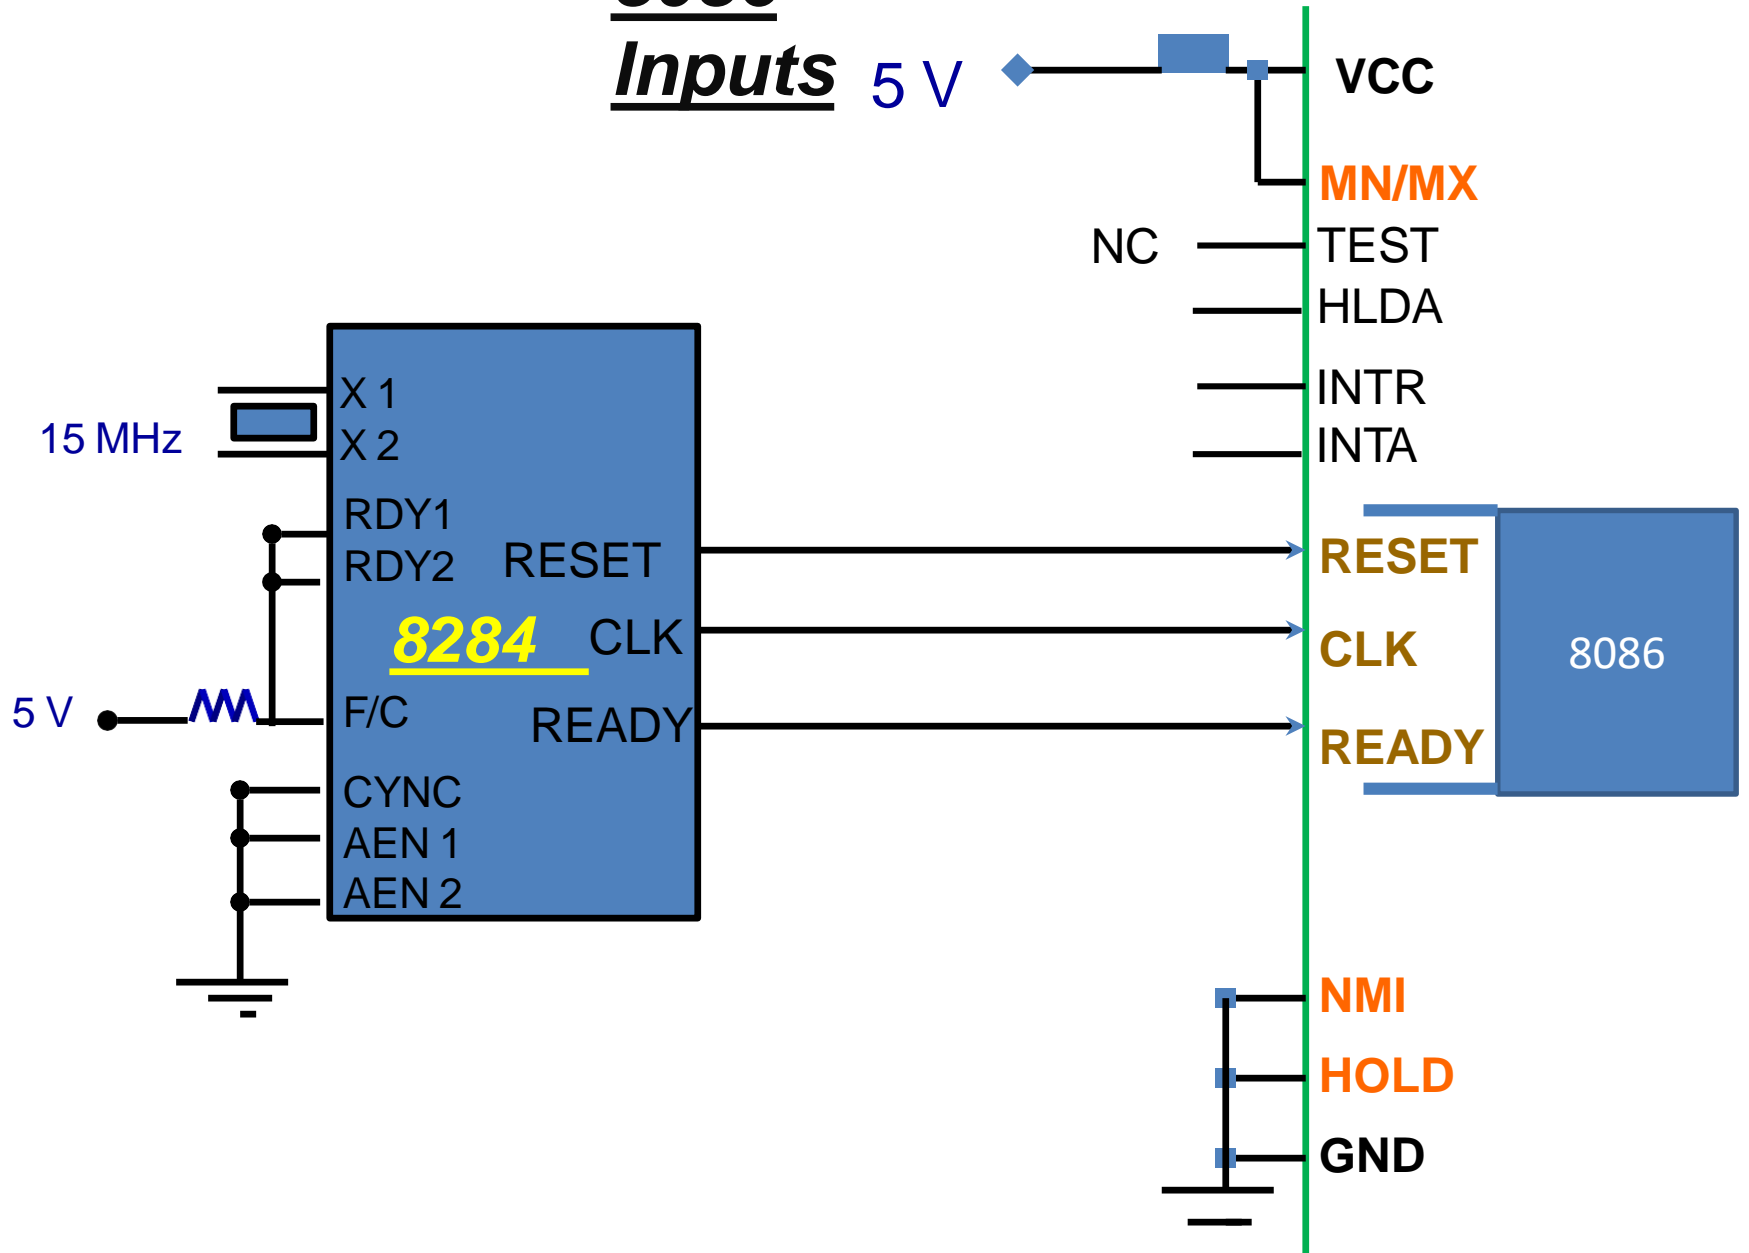 8086
Inputs
5 V
VCC
MN/MX
NC
TEST
HLDA
INTR
INTA
15 MHz
X 1
X 2
RDY1
RDY2
RESET
8284
CLK
5 V
F/C
READY
CYNC
AEN 1
AEN 2
RESET
CLK
READY
8086
NMI
HOLD
GND